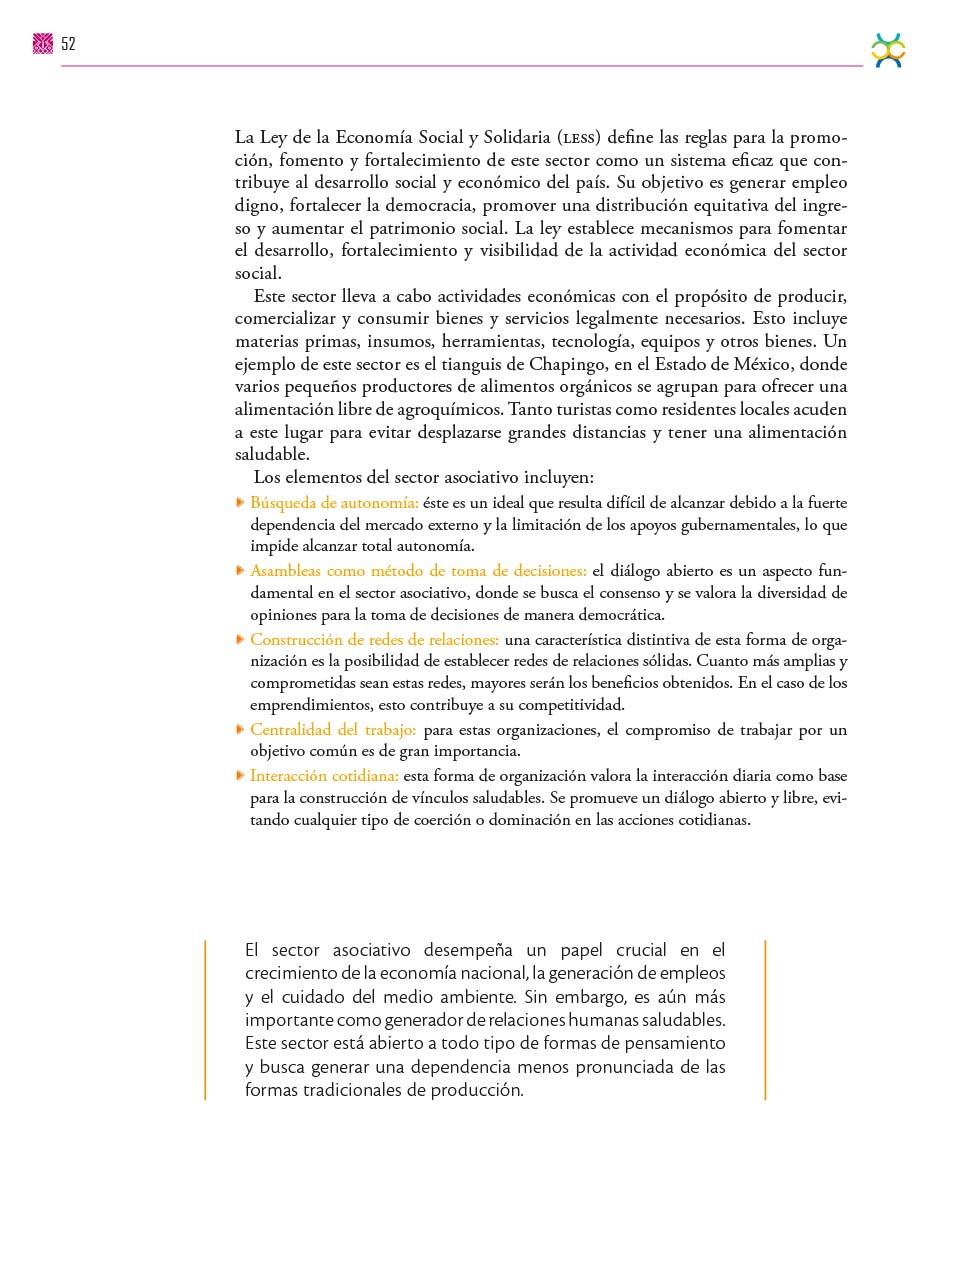 52
La Ley de la Economía Social y Solidaria (LESS) define las reglas para la promo-
ción, fomento y fortalecimiento de este sector como un sistema eficaz que con-
tribuye al desarrollo social y económico del país. Su objetivo es generar empleo
digno, fortalecer la democracia, promover una distribución equitativa del ingre-
so y aumentar el patrimonio social. La ley establece mecanismos para fomentar
el desarrollo, fortalecimiento y visibilidad de la actividad económica del sector
social.
Este sector lleva a cabo actividades económicas con el propósito de producir,
comercializar y consumir bienes y servicios legalmente necesarios. Esto incluye
materias primas, insumos, herramientas, tecnología, equipos y otros bienes. Un
ejemplo de este sector es el tianguis de Chapingo, en el Estado de México, donde
varios pequeños productores de alimentos orgánicos se agrupan para ofrecer una
alimentación libre de agroquímicos. Tanto turistas como residentes locales acuden
a este lugar para evitar desplazarse grandes distancias y tener una alimentación
saludable.
Los elementos del sector asociativo incluyen:
Búsqueda de autonomía: éste es un ideal que resulta difícil de alcanzar debido a la fuerte
dependencia del mercado externo y la limitación de los apoyos gubernamentales, lo que
impide alcanzar total autonomía.
Asambleas como método de toma de decisiones: el diálogo abierto es un aspecto fun-
damental en el sector asociativo, donde se busca el consenso y se valora la diversidad de
opiniones para la toma de decisiones de manera democrática.
Construcción de redes de relaciones: una característica distintiva de esta forma de orga-
nización es la posibilidad de establecer redes de relaciones sólidas. Cuanto más amplias y
comprometidas sean estas redes, mayores serán los beneficios obtenidos. En el caso de los
emprendimientos, esto contribuye a su competitividad.
Centralidad del trabajo: para estas organizaciones, el compromiso de trabajar por un
objetivo común es de gran importancia.
Interacción cotidiana: esta forma de organización valora la interacción diaria como base
para la construcción de vínculos saludables. Se promueve un diálogo abierto y libre, evi-
tando cualquier tipo de coerción o dominación en las acciones cotidianas.
El sector asociativo desempeña un papel crucial en el
crecimiento de la economía nacional, la generación de empleos
y el cuidado del medio ambiente. Sin embargo, es aún más
importante como generador de relaciones humanas saludables.
Este sector está abierto a todo tipo de formas de pensamiento
y busca generar una dependencia menos pronunciada de las
formas tradicionales de producción.